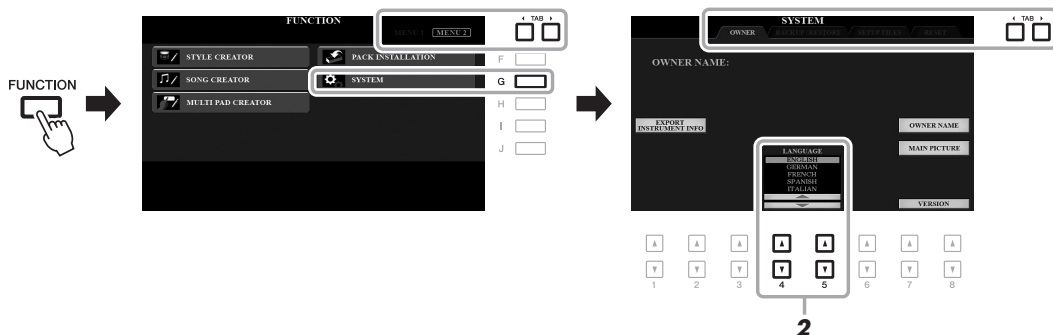 FUNCTION
FUNCTION
MENU 1 MENU 2
TAB
STYLE CREATOR
SONG CREATOR
MULTI PAD CREATOR
PACK INSTALLATION
SYSTEM
F
G
H
I
J
SYSTEM
OWNER BACKUP/RESTORE SETUP FILES RESET
TAB
OWNER NAME:
EXPORT
INSTRUMENT INFO
OWNER NAME
MAIN PICTURE
LANGUAGE
ENGLISH
GERMAN
FRENCH
SPANISH
ITALIAN
VERSION
1 2 3 4 5 6 7 8
2